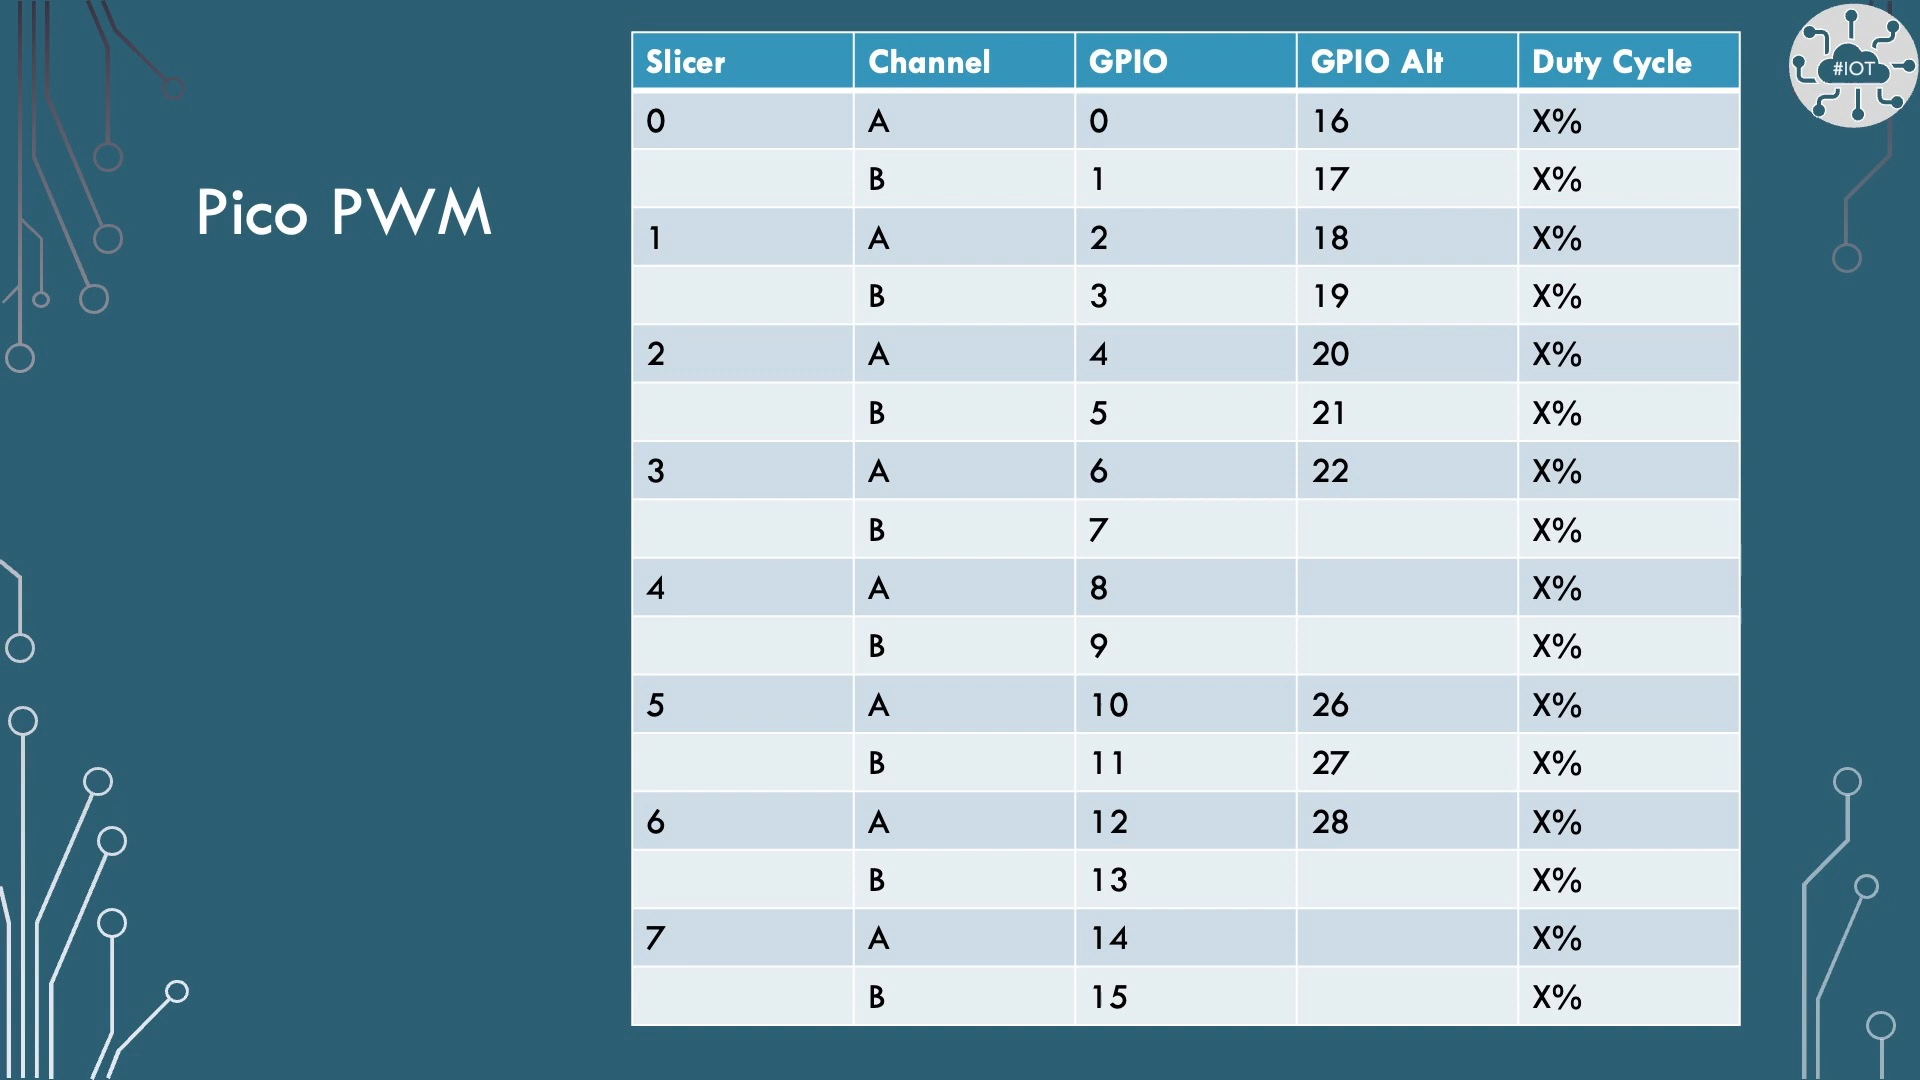 Pico PWM
#IOT
Slicer Channel GPIO GPIO Alt Duty Cycle
0 A 0 16 X%
B 1 17 X%
1 A 2 18 X%
B 3 19 X%
2 A 4 20 X%
B 5 21 X%
3 A 6 22 X%
B 7 X%
4 A 8 X%
B 9 X%
5 A 10 26 X%
B 11 27 X%
6 A 12 28 X%
B 13 X%
7 A 14 X%
B 15 X%